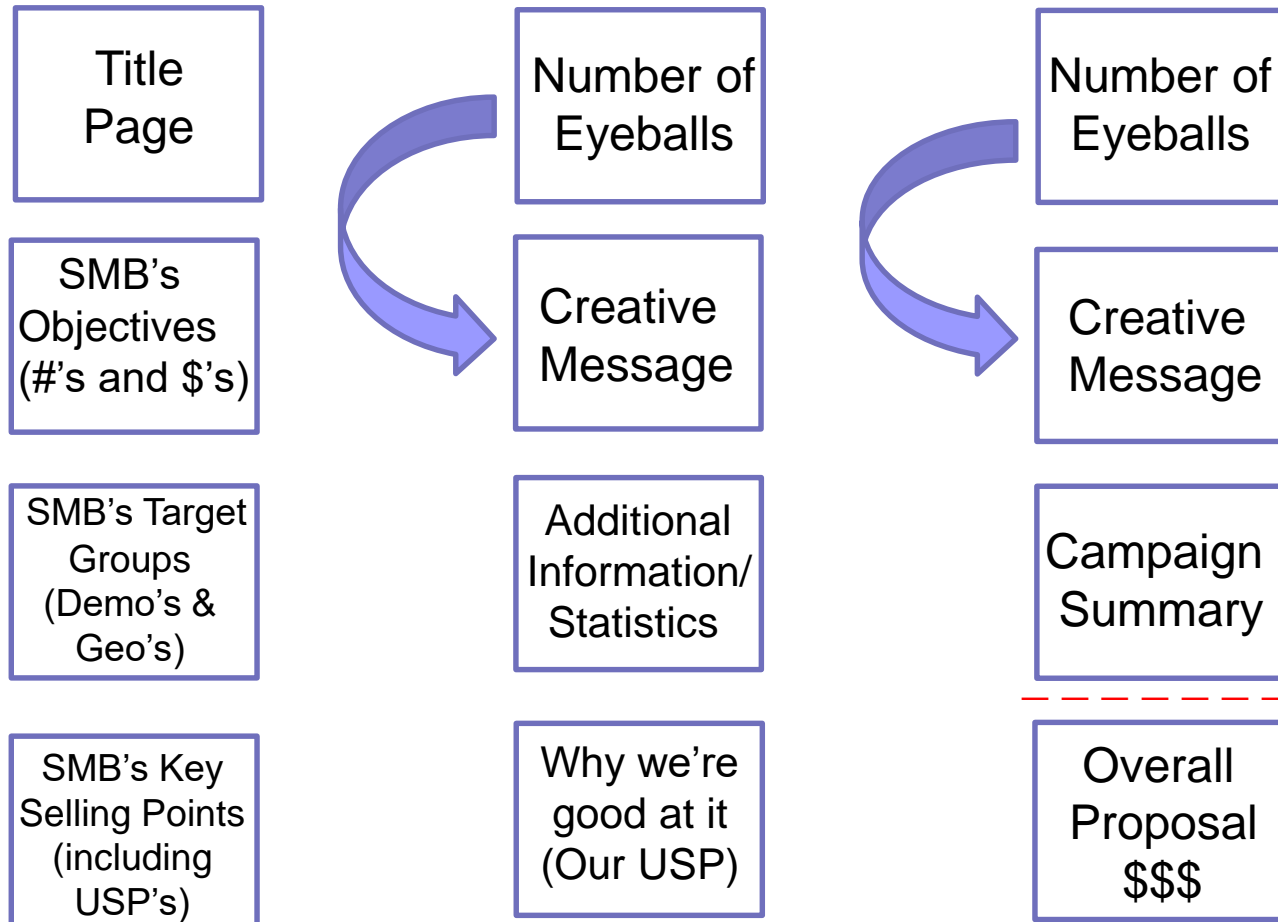 Title
Page
SMB’s
Objectives
(#’s and $’s)
SMB’s Target
Groups
(Demo’s &
Geo’s)
SMB’s Key
Selling Points
(including
USP’s)
Number of
Eyeballs
Creative
Message
Additional
Information/
Statistics
Why we’re
good at it
(Our USP)
Number of
Eyeballs
Creative
Message
Campaign
Summary
Overall
Proposal
$$$